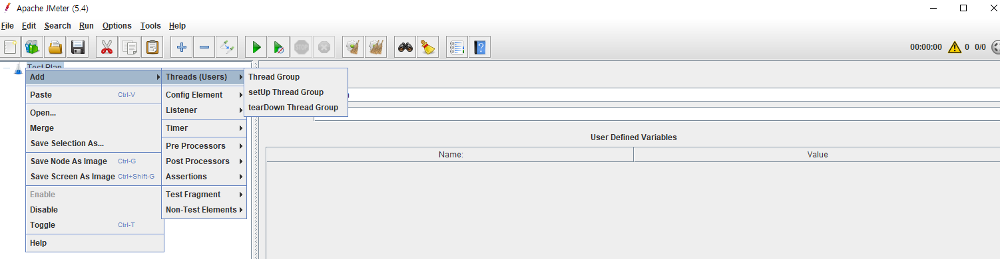 Apache JMeter (5.4)
File Edit Search Run Options Tools Help
STOP
00:00:00 0 0/0
Test Plan
Add
Paste Ctrl-V
Open...
Merge
Save Selection As...
Save Node As Image Ctrl-G
Save Screen As Image Ctrl+Shift-G
Enable
Disable
Toggle Ctrl-T
Help
Threads (Users)
Config Element
Listener
Timer
Pre Processors
Post Processors
Assertions
Test Fragment
Non-Test Elements
Thread Group
setUp Thread Group
tearDown Thread Group
User Defined Variables
Name: Value